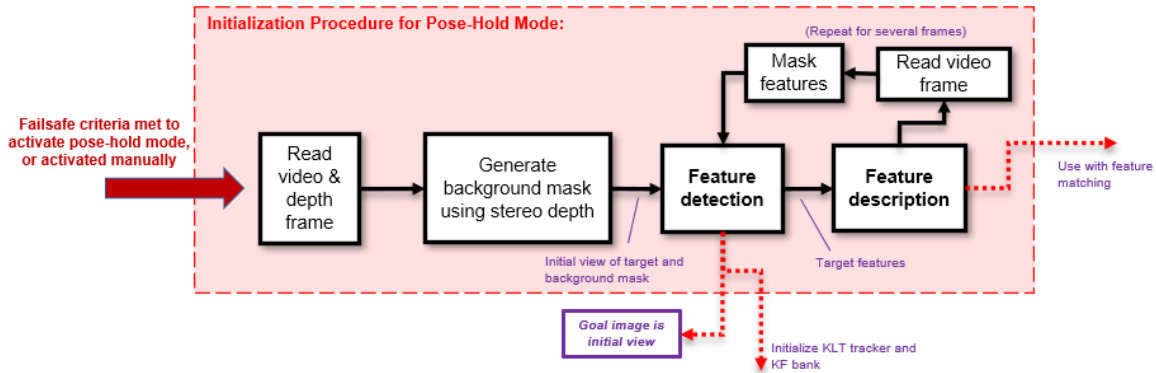 Initialization Procedure for Pose-Hold Mode:
(Repeat for several frames)
Mask
features
Read video
frame
Failsafe criteria met to
activate pose-hold mode,
or activated manually
Read
video &
depth
frame
Generate
background mask
using stereo depth
Feature
detection
Feature
description
Use with feature
matching
Initial view of target and
background mask
Target features
Goal image is
initial view
Initialize KLT tracker and
KF bank